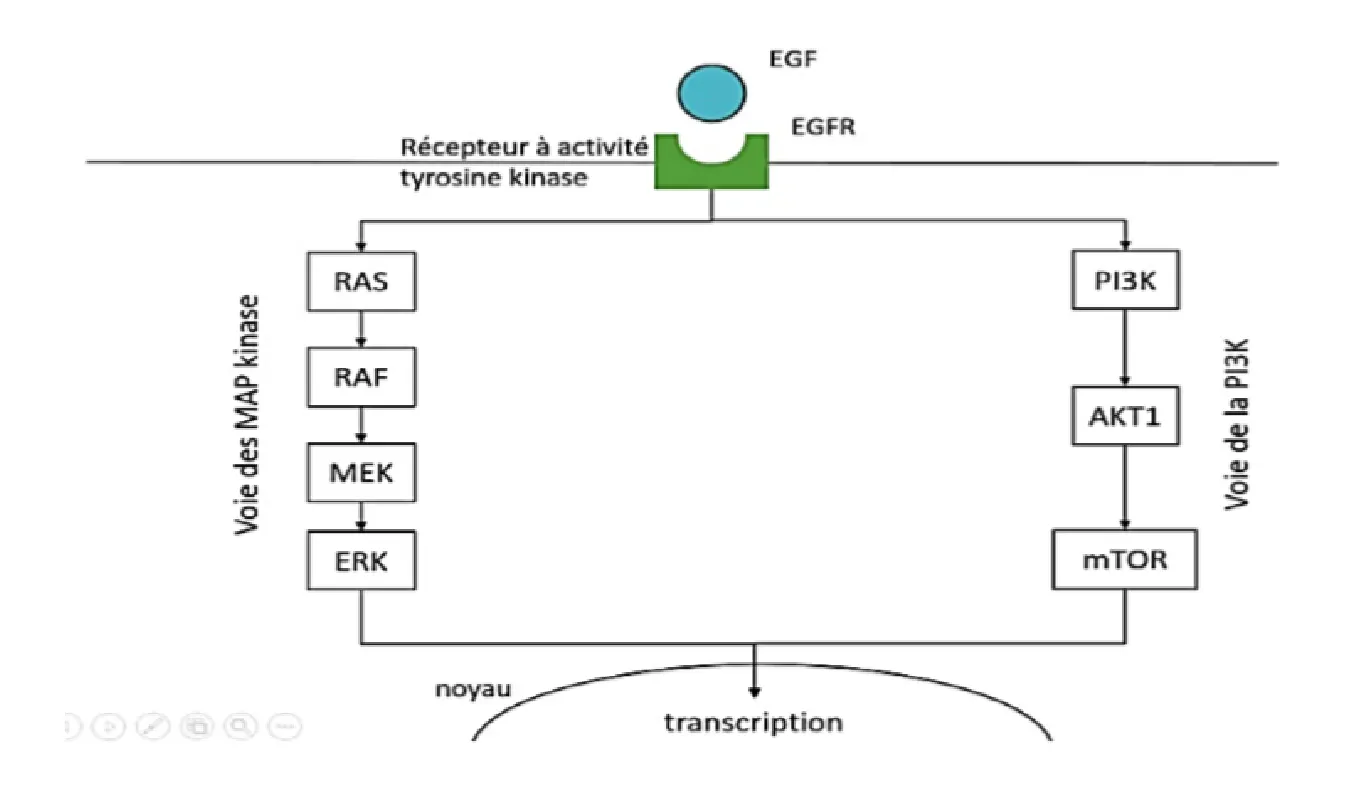 EGF
EGFR
Récepteur à activité
tyrosine kinase
RAS
PI3K
Voie des MAP kinase
RAF
Voie de la PI3K
AKT1
MEK
ERK
mTOR
noyau
transcription